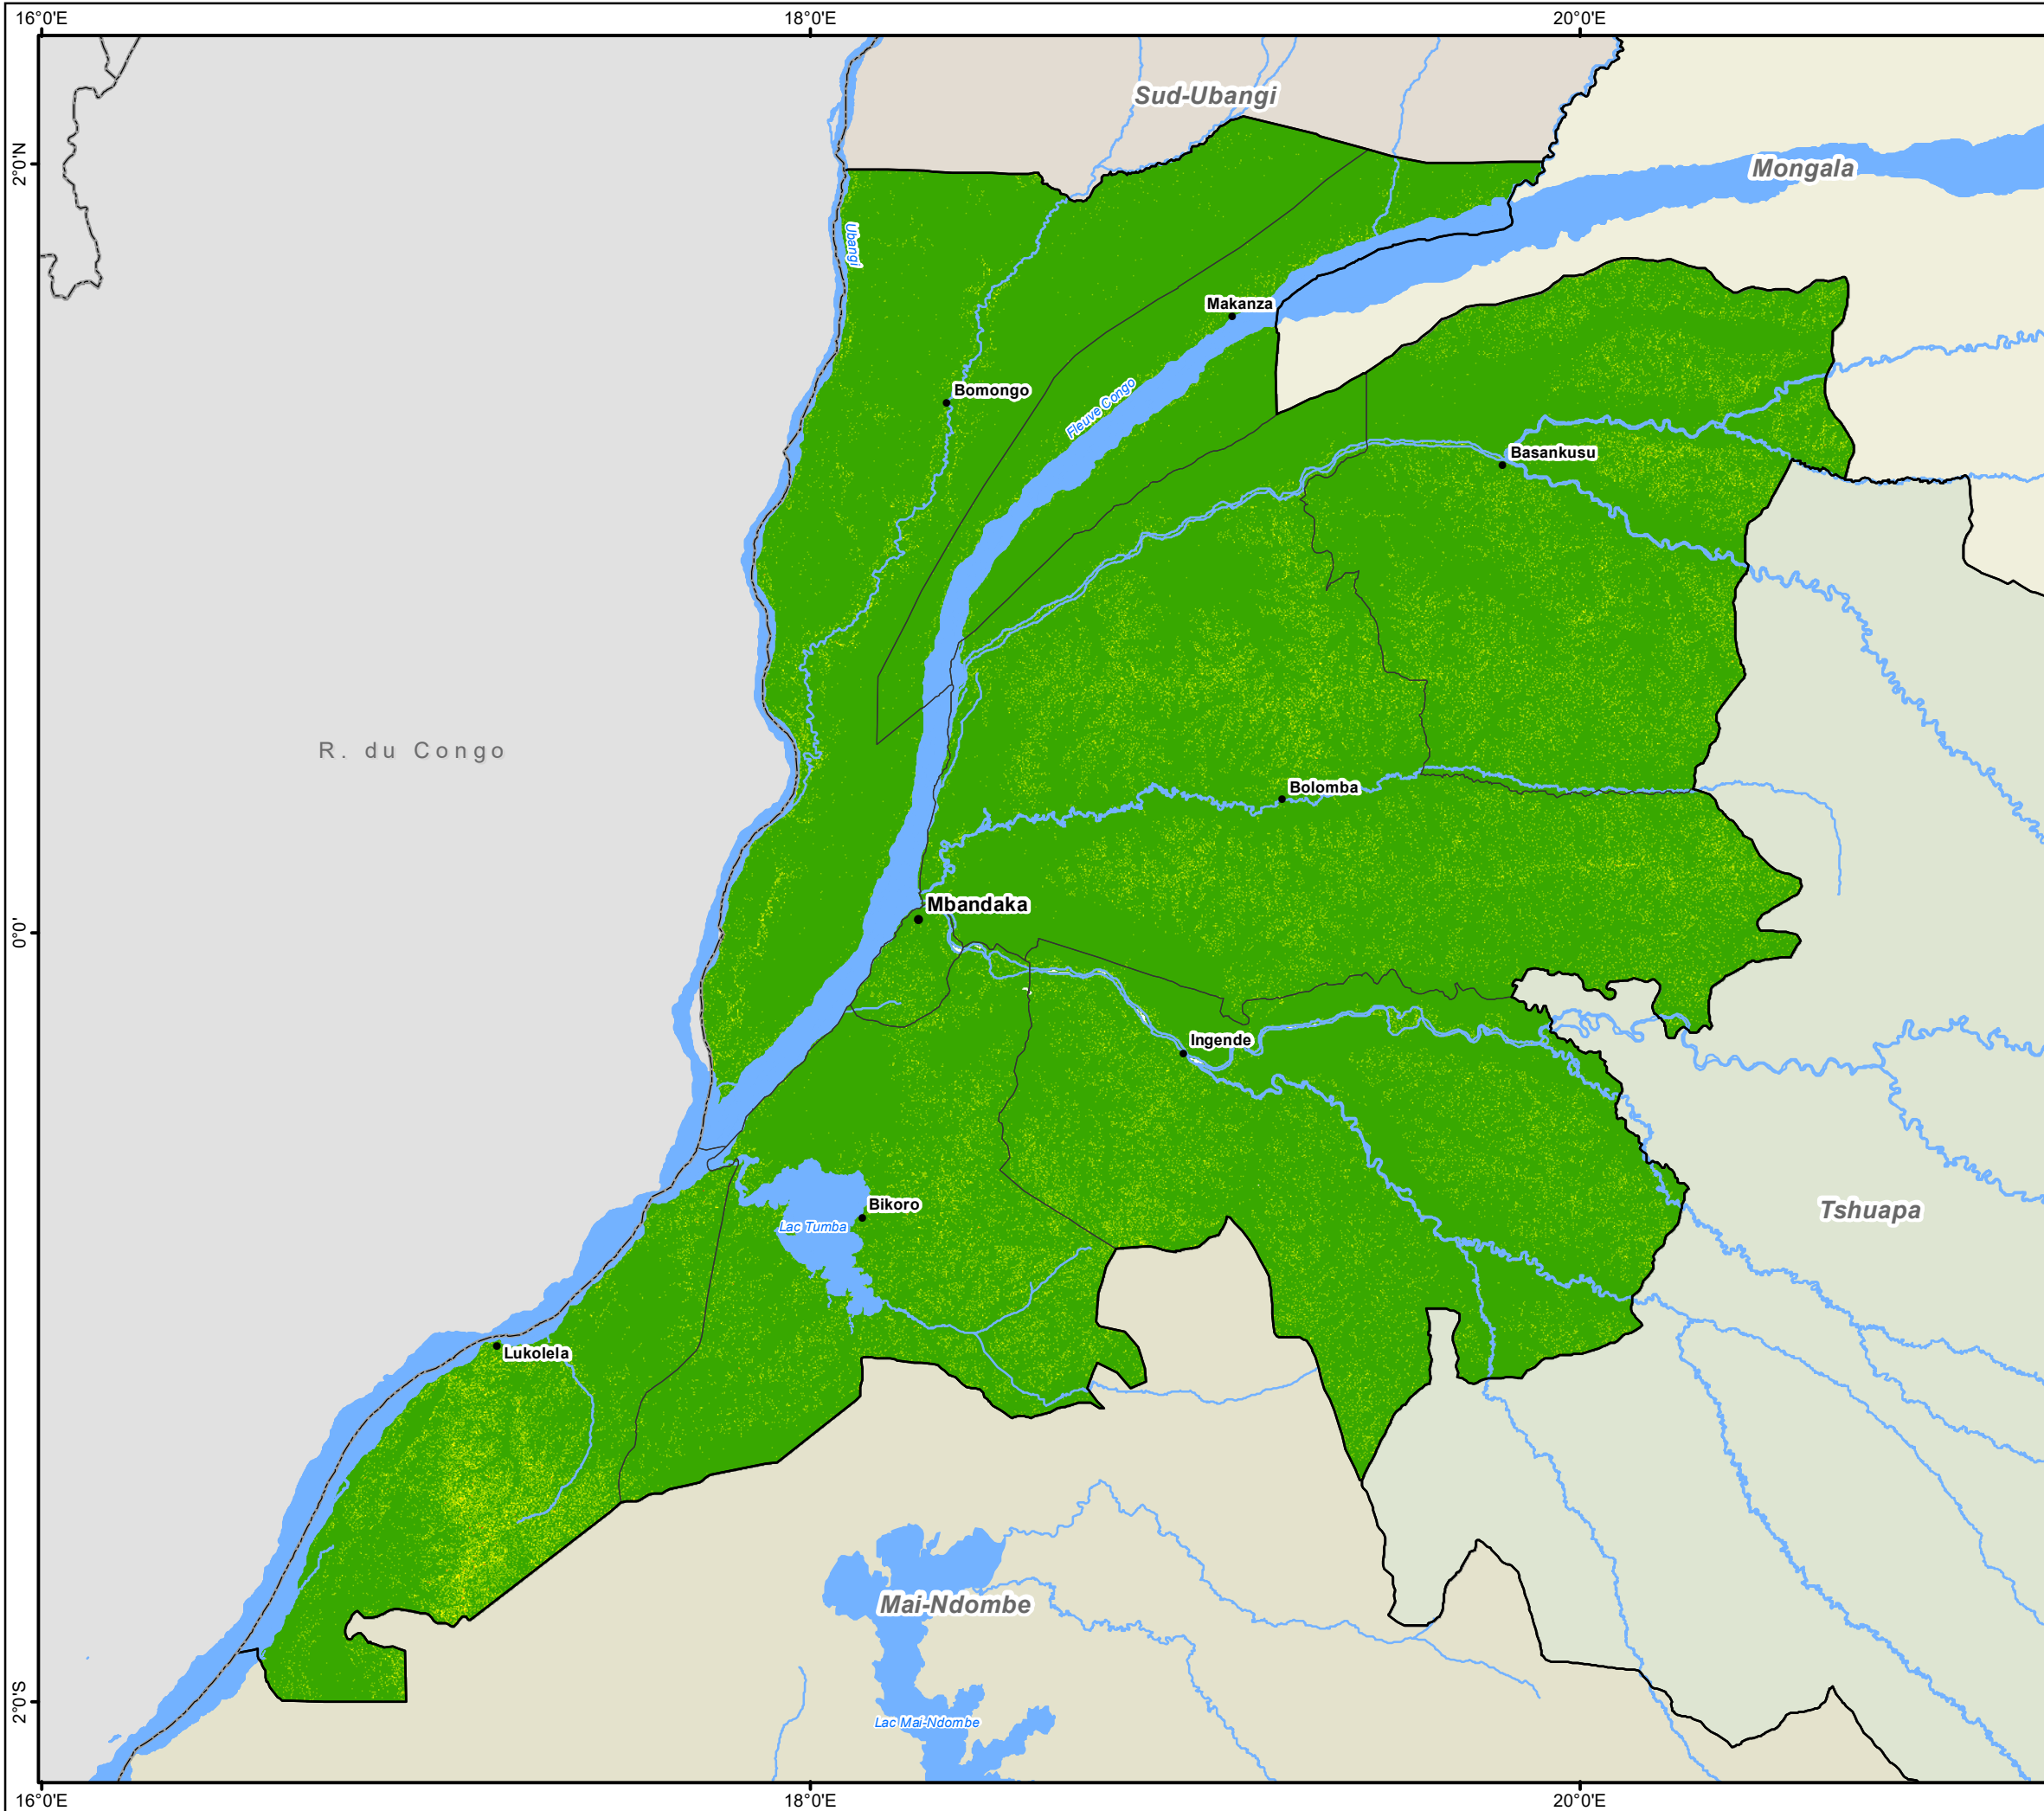 16°0'E 18°0'E 20°0'E
Sud-Ubangi
2°0'N
Mongala
Ubangi
Makanza
Bomongo
Fleuve Congo
Basankusu
R. du Congo
Bolomba
Mbandaka
0°0'
Ingende
Bikoro
Tshuapa
Lac Tumba
Lukolela
Mai-Ndombe
2°0'S
Lac Mai-Ndombe
16°0'E 18°0'E 20°0'E